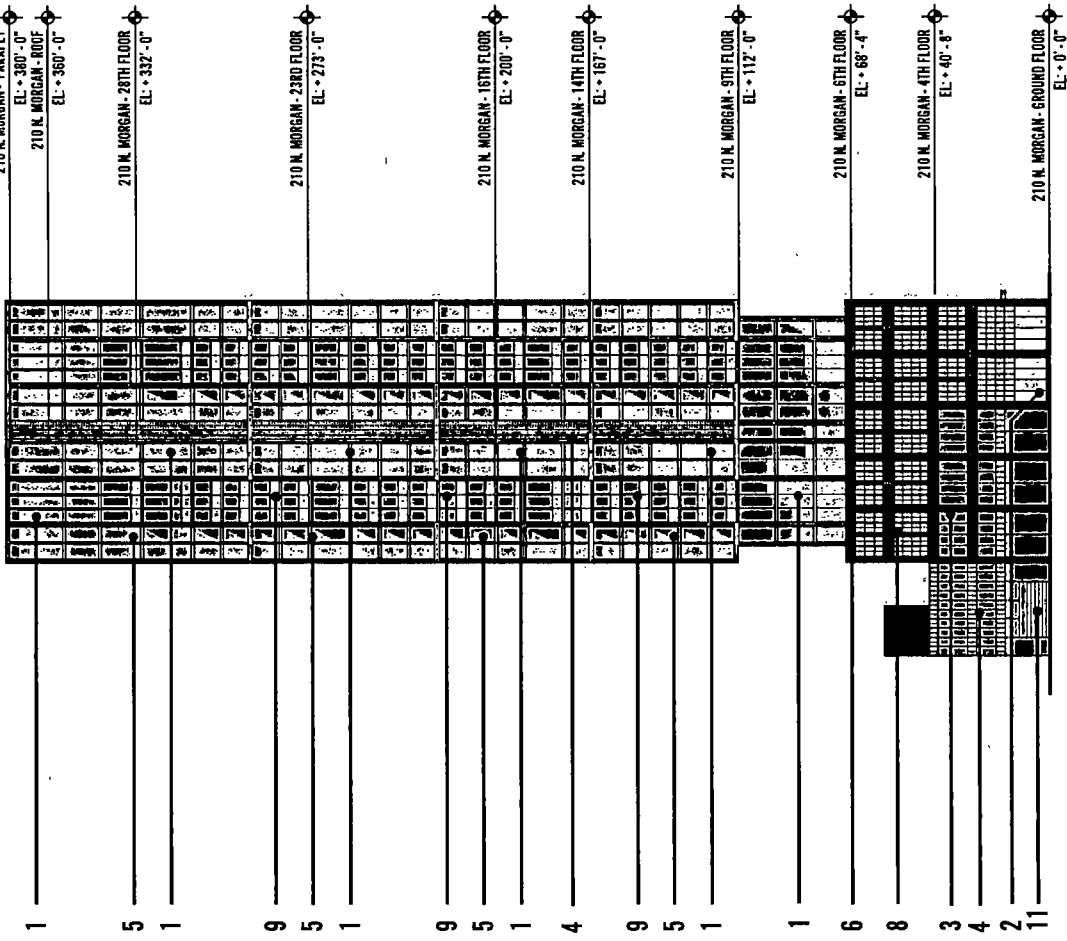 210 N. MORGAN - PARAPET
EL: + 380'-0"
210 N. MORGAN - ROOF
EL: + 360'-0"
210 N. MORGAN - 28TH FLOOR
EL: + 332'-0"
210 N. MORGAN - 23RD FLOOR
EL: + 273'-0"
210 N. MORGAN - 16TH FLOOR
EL: + 200'-0"
210 N. MORGAN - 14TH FLOOR
EL: + 167'-0"
210 N. MORGAN - 9TH FLOOR
EL: + 112'-0"
210 N. MORGAN - 6TH FLOOR
EL: + 68'-4"
210 N. MORGAN - 4TH FLOOR
EL: + 40'-8"
210 N. MORGAN - GROUND FLOOR
EL: + 0'-0"
1
5
1
9
5
1
9
5
1
4
9
5
1
1
6
8
3
4
2
11